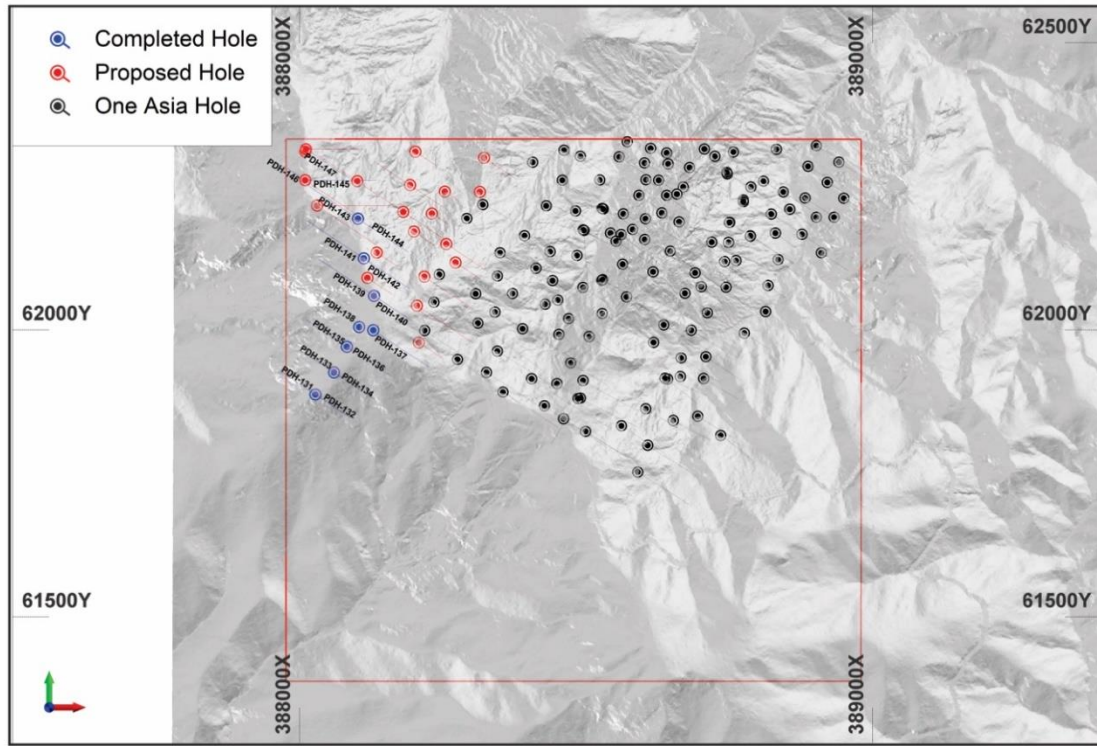 Completed Hole
Proposed Hole
One Asia Hole
388000X
389000X
62500Y
PDH-147
PDH-146
PDH-145
PDH-143
PDH-144
PDH-141
PDH-142
PDH-139
PDH-140
62000Y
62000Y
PDH-138
PDH-137
PDH-135
PDH-136
PDH-133
PDH-134
PDH-131
PDH-132
61500Y
61500Y
388000X
389000X